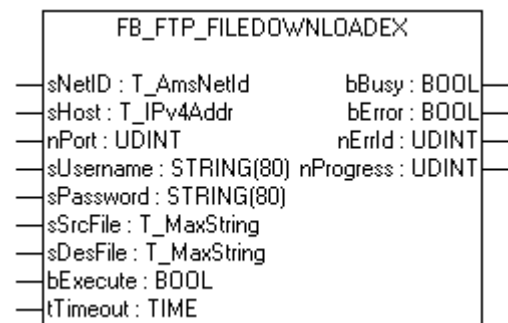 FB_FTP_FILEDOWNLOADEX
sNetID : T_AmsNetId bBusy : BOOL
sHost : T_IPv4Addr bError : BOOL
nPort : UDINT nErrId : UDINT
sUsername : STRING(80) nProgress : UDINT
sPassword : STRING(80)
sSrcFile : T_MaxString
sDesFile : T_MaxString
bExecute : BOOL
tTimeout : TIME